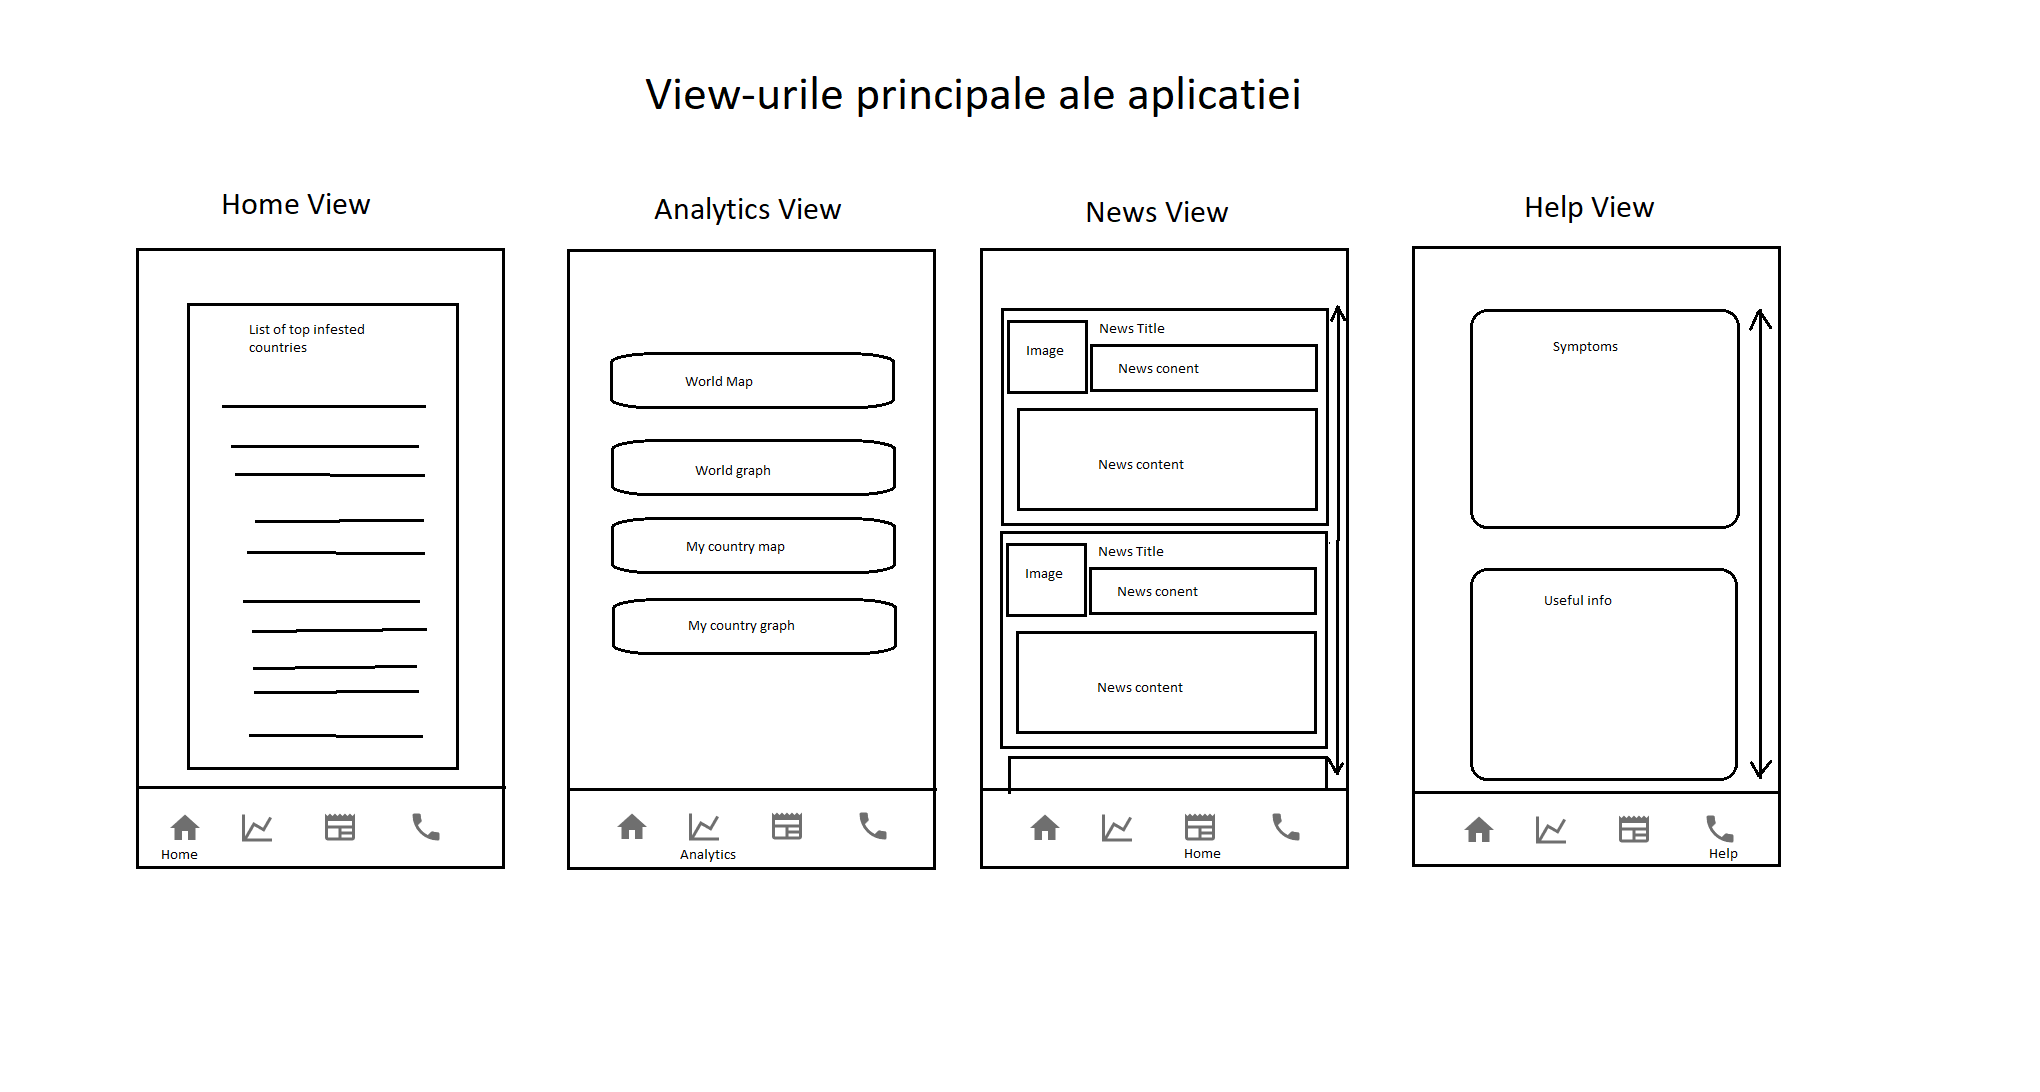 View-urile principale ale aplicatiei
Home View
List of top infested
countries
Home
Analytics View
World Map
World graph
My country map
My country graph
Analytics
News View
News Title
Image
News conent
News content
News Title
Image
News conent
News content
Home
Help View
Symptoms
Useful info
Help